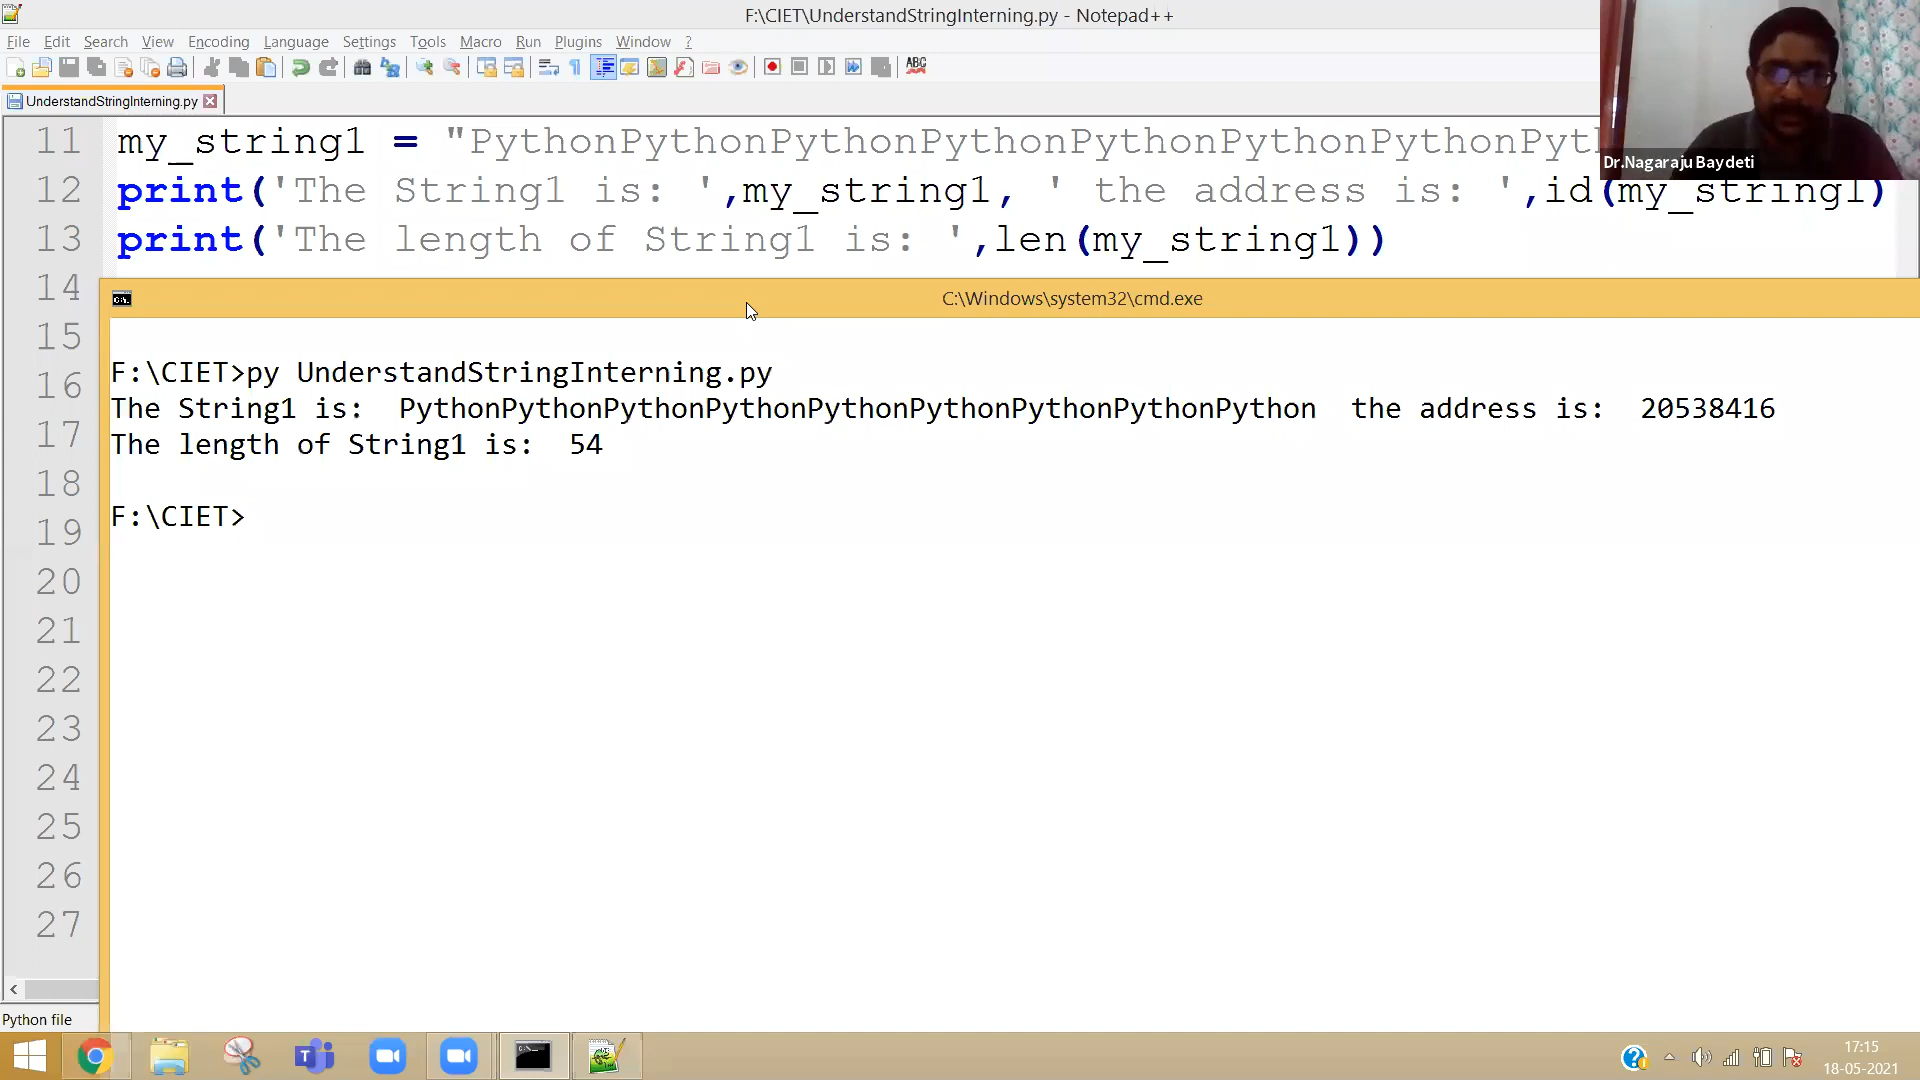 F:\CIET\UnderstandStringInterning.py - Notepad++
File Edit Search View Encoding Language Settings Tools Macro Run Plugins Window ?
ABC
UnderstandStringInterning.py
Dr.Nagaraju Baydeti
11 my_string1 = "PythonPythonPythonPythonPythonPythonPythonPyth
12 print('The String1 is: ',my_string1, ' the address is: ',id(my_string1)
13 print('The length of String1 is: ',len(my_string1))
14
C:\Windows\system32\cmd.exe
15
F:\CIET>py UnderstandStringInterning.py
16
The String1 is:  PythonPythonPythonPythonPythonPythonPythonPythonPython  the address is:  20538416
17
The length of String1 is:  54
18
F:\CIET>
19
20
21
22
23
24
25
26
27
Python file
17:15
18-05-2021